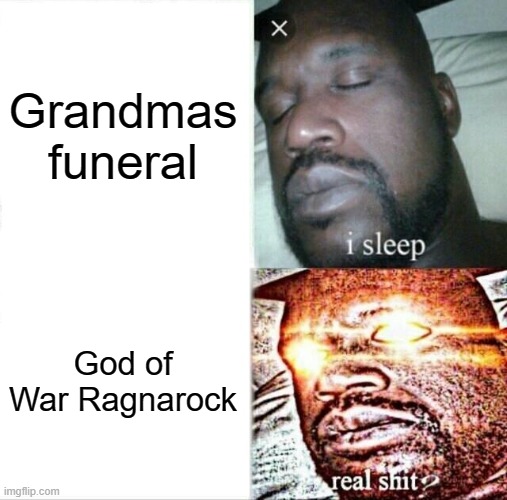 Grandmas
funeral
i sleep
God of
War Ragnarock
real shit?
imgflip.com